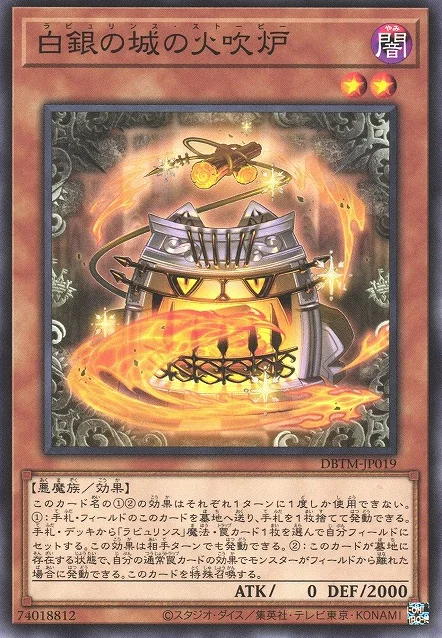 ラビュリンス・ストービー
白銀の城の火吹炉
やみ
闇
DBTM-JP019
【悪魔族／効果】
このカード名の①②の効果はそれぞれ１ターンに１度しか使用できない。
①：手札・フィールドのこのカードを墓地へ送り、手札を１枚捨てて発動できる。
手札・デッキから「ラビュリンス」魔法・罠カード１枚を選んで自分フィールド
にセットする。この効果は相手ターンでも発動できる。②：このカードが墓地に
存在する状態で、自分の通常罠カードの効果でモンスターがフィールドから離れた
場合に発動できる。このカードを特殊召喚する。
ATK/ 0 DEF/2000
74018812
©スタジオ・ダイス／集英社・テレビ東京・KONAMI